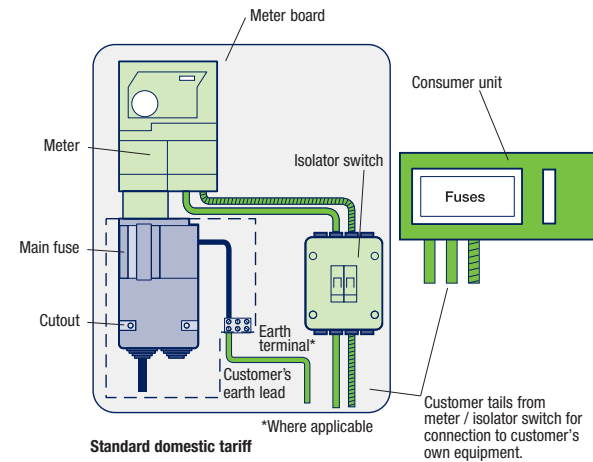 Meter board
Consumer unit
Meter
Isolator switch
Fuses
Main fuse
Cutout
Earth
terminal*
Customer's
earth lead
*Where applicable
Customer tails from
meter / isolator switch for
connection to customer's
own equipment.
Standard domestic tariff